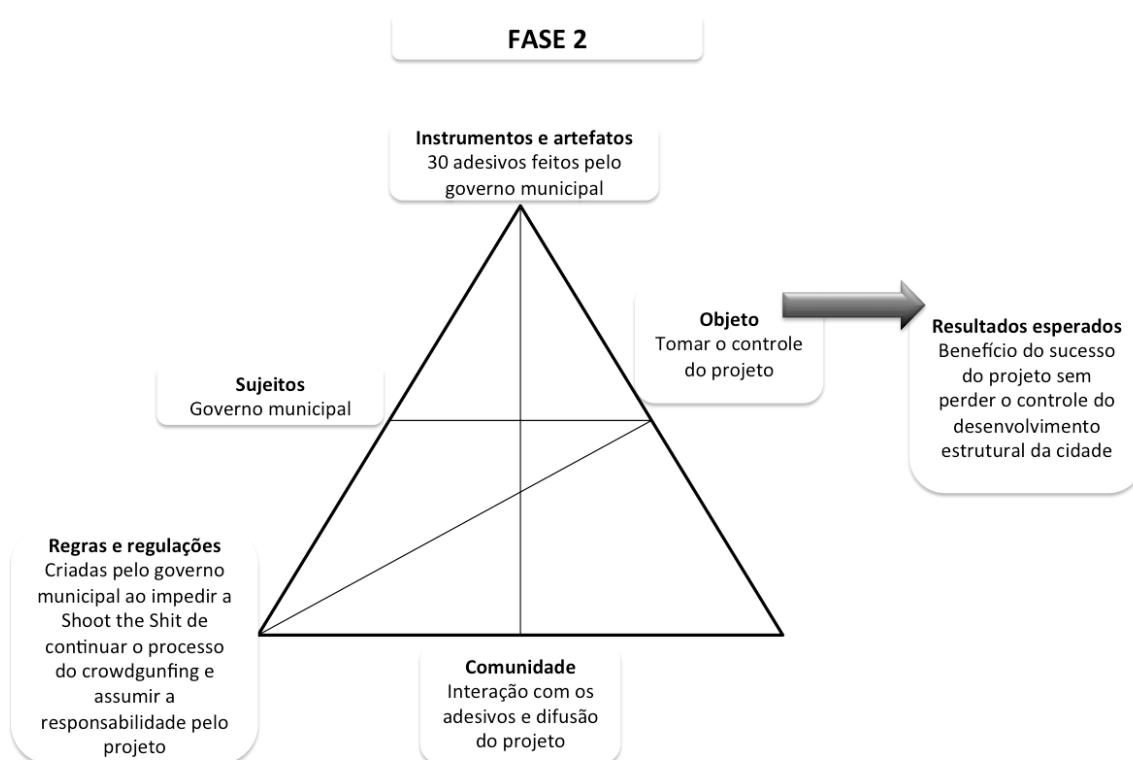 FASE 2
Instrumentos e artefatos
30 adesivos feitos pelo
governo municipal
Objeto
Tomar o controle
do projeto
Resultados esperados
Benefício do sucesso
do projeto sem
perder o controle do
desenvolvimento
estrutural da cidade
Sujeitos
Governo municipal
Regras e regulações
Criadas pelo governo
municipal ao impedir a
Shoot the Shit de
continuar o processo
do crowdgunfing e
assumir a
responsabilidade pelo
projeto
Comunidade
Interação com os
adesivos e difusão
do projeto